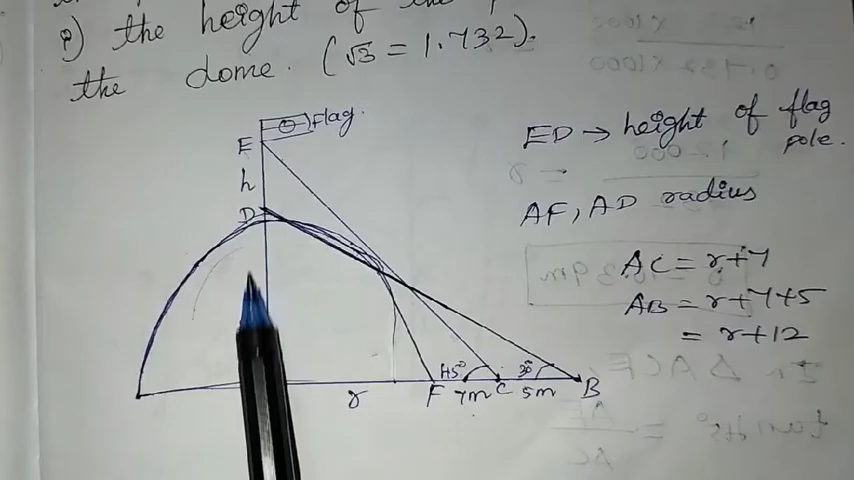 i) the height of the
the dome. (√3 = 1.732).
Flag.
E
h
D
45°
30°
r
F
7m
C
5m
B
ED → height of flag
pole.
AF, AD radius
AC = r+7
AB = r+7+5
= r+12